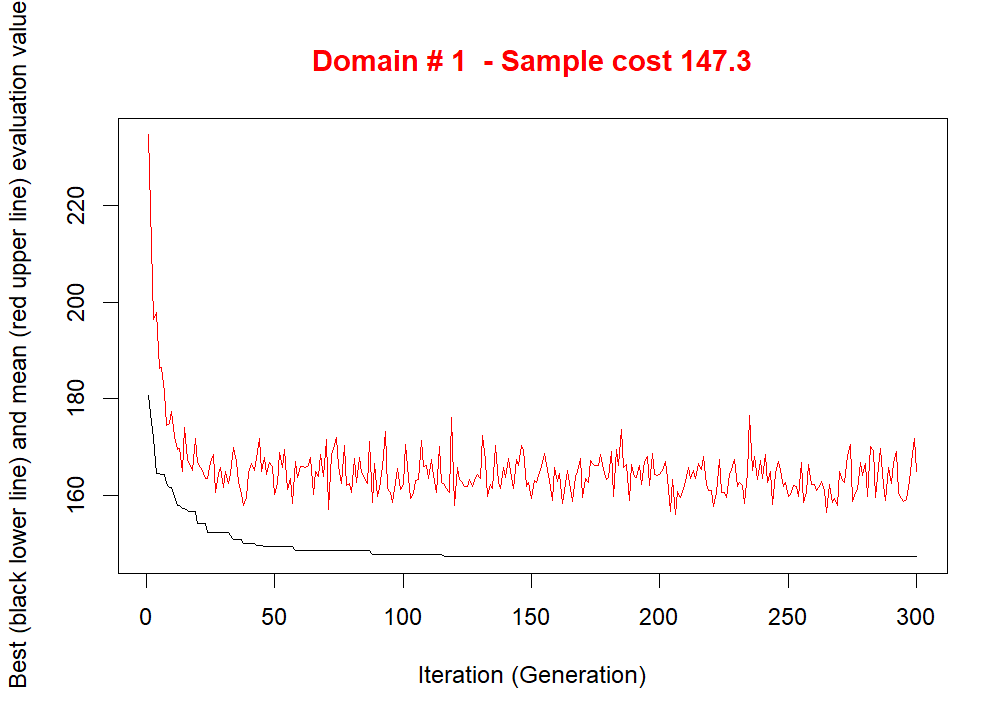 Domain # 1  - Sample cost 147.3
Best (black lower line) and mean (red upper line) evaluation value
220
200
180
160
0 50 100 150 200 250 300
Iteration (Generation)